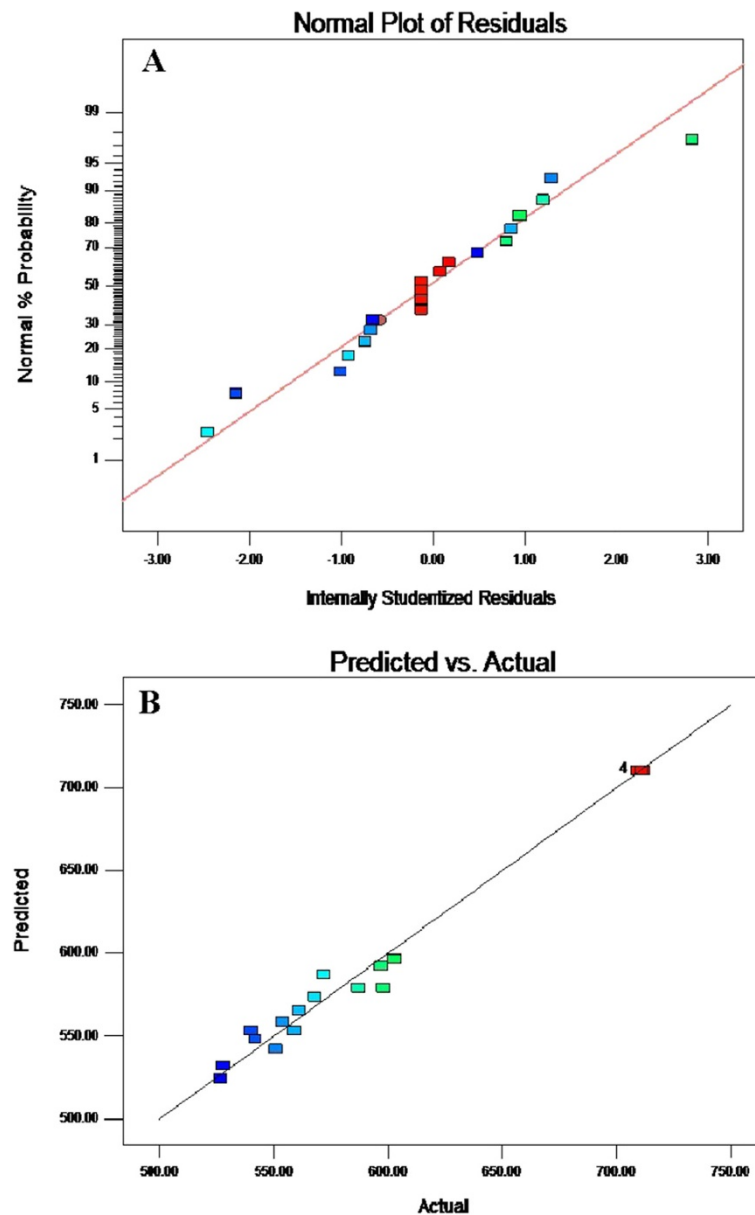 Normal Plot of Residuals
A
99
95
90
80
70
50
30
20
10
5
1
Normal % Probability
-3.00 -2.00 -1.00 0.00 1.00 2.00 3.00
Internally Studentized Residuals
Predicted vs. Actual
B
750.00
700.00
650.00
600.00
550.00
500.00
4
Predicted
500.00 550.00 600.00 650.00 700.00 750.00
Actual